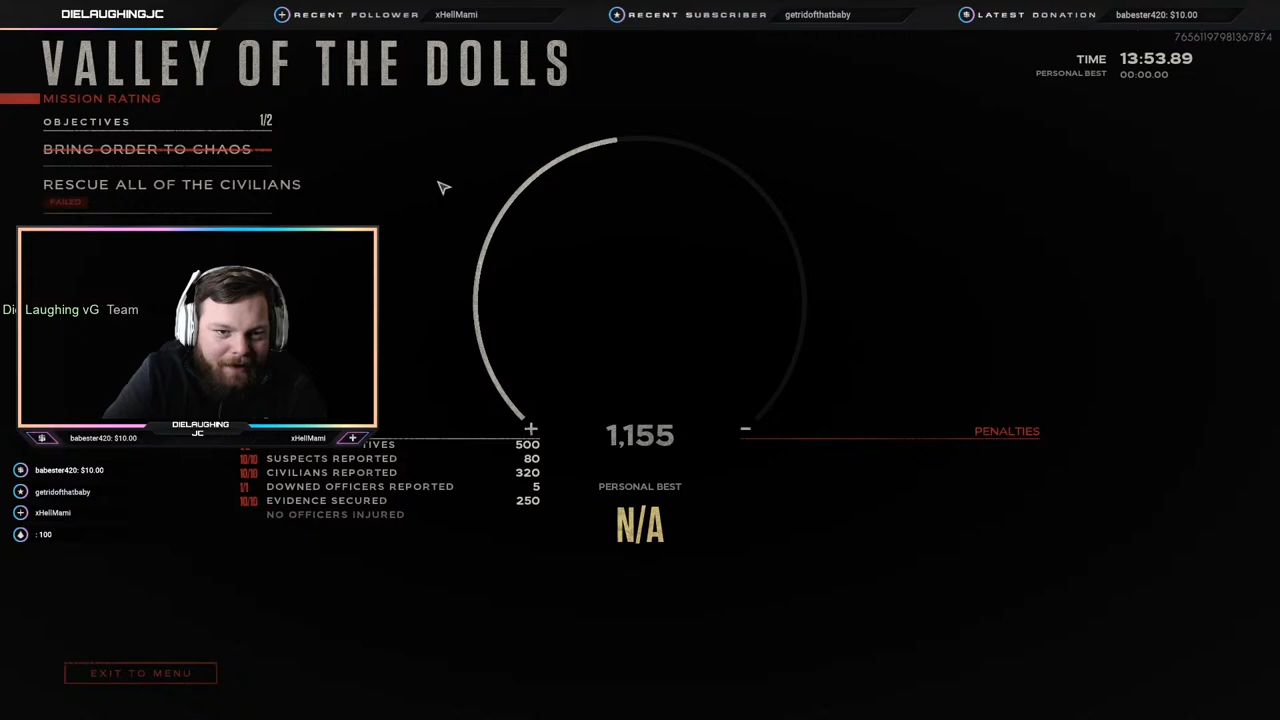 DIELAUGHINGJC
RECENT FOLLOWER xHellMami
RECENT SUBSCRIBER getridofthatbaby
LATEST DONATION babester420: $10.00
76561197981367874
VALLEY OF THE DOLLS
TIME 13:53.89
PERSONAL BEST 00:00.00
MISSION RATING
OBJECTIVES 1/2
BRING ORDER TO CHAOS
RESCUE ALL OF THE CIVILIANS
FAILED
Die Laughing vG Team
DIELAUGHING
JC
babester420: $10.00 xHellMami
+ 1,155 -
PENALTIES
TIVES 500
10/10 SUSPECTS REPORTED 80
10/10 CIVILIANS REPORTED 320
1/1 DOWNED OFFICERS REPORTED 5
10/10 EVIDENCE SECURED 250
NO OFFICERS INJURED
PERSONAL BEST
N/A
babester420: $10.00
getridofthatbaby
xHellMami
: 100
EXIT TO MENU